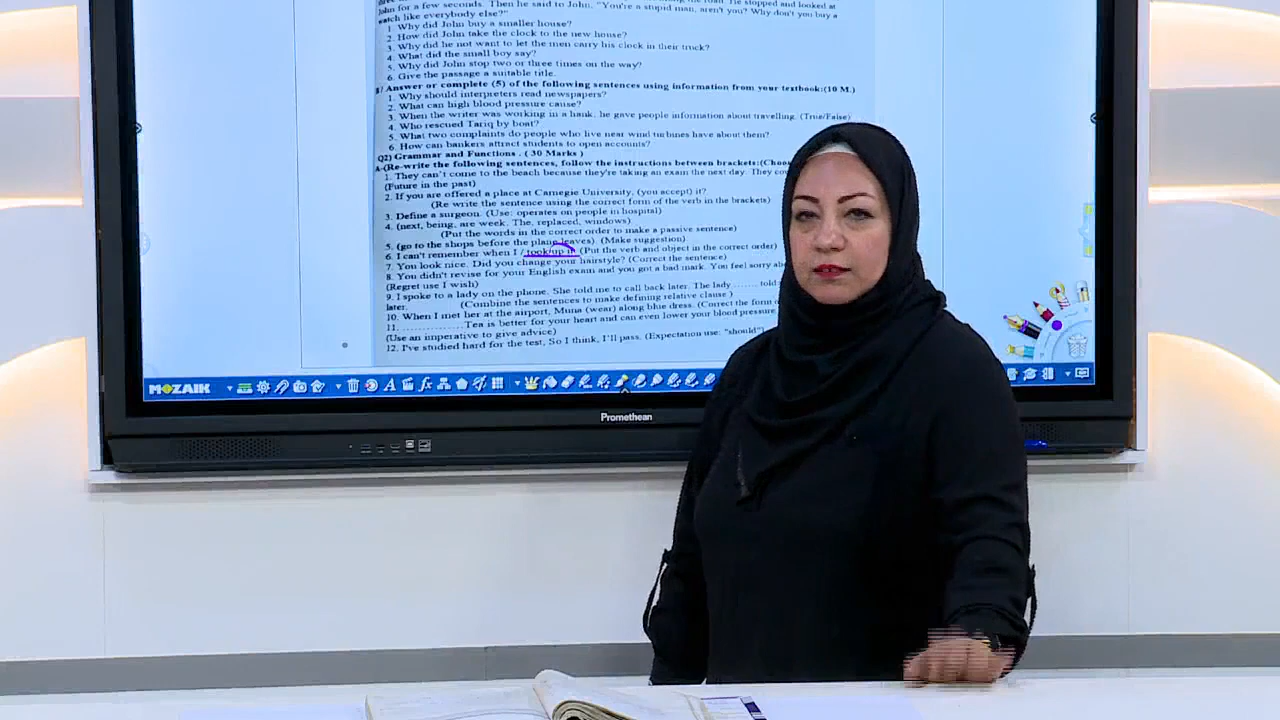 John for a few seconds. Then he said to John, "You're a stupid man, aren't you? Why don't you buy a
watch like everybody else?"
1. Why did John buy a smaller house?
2. How did John take the clock to the new house?
3. Why did he not want to let the men carry his clock in their truck?
4. What did the small boy say?
5. Why did John stop two or three times on the way?
6. Give the passage a suitable title.
Answer or complete (5) of the following sentences using information from your textbook:(10 M.)
1. Why should interpreters read newspapers?
2. What can high blood pressure cause?
3. When the writer was working in a bank, he gave people information about travelling. (True/False)
4. Who rescued Tariq by boat?
5. What two complaints do people who live near wind turbines have about them?
6. How can bankers attract students to open accounts?
Q2) Grammar and Functions . ( 30 Marks )
A-(Re-write the following sentences, follow the instructions between brackets:
1. They can't come to the beach because they're taking an exam the next day. They
(Future in the past)
2. If you are offered a place at Carnegie University, (you accept) it?
(Re write the sentence using the correct form of the verb in the brackets)
3. Define a surgeon. (Use: operates on people in hospital)
4. (next, being, are week. The, replaced, windows).
(Put the words in the correct order to make a passive sentence)
5. (go to the shops before the plane leaves). (Make suggestion)
6. I can't remember when I / took/up it. (Put the verb and object in the correct order)
7. You look nice. Did you change your hairstyle? (Correct the sentence)
8. You didn't revise for your English exam and you got a bad mark. You feel sorry
(Regret use I wish)
9. I spoke to a lady on the phone. She told me to call back later. The lady ....... told
later. (Combine the sentences to make defining relative clause )
10. When I met her at the airport, Muna (wear) along blue dress. (Correct the form
11. ................Tea is better for your heart and can even lower your blood pressure
(Use an imperative to give advice)
12. I've studied hard for the test, So I think, I'll pass. (Expectation use: "should")
MOZAIK
Promethean